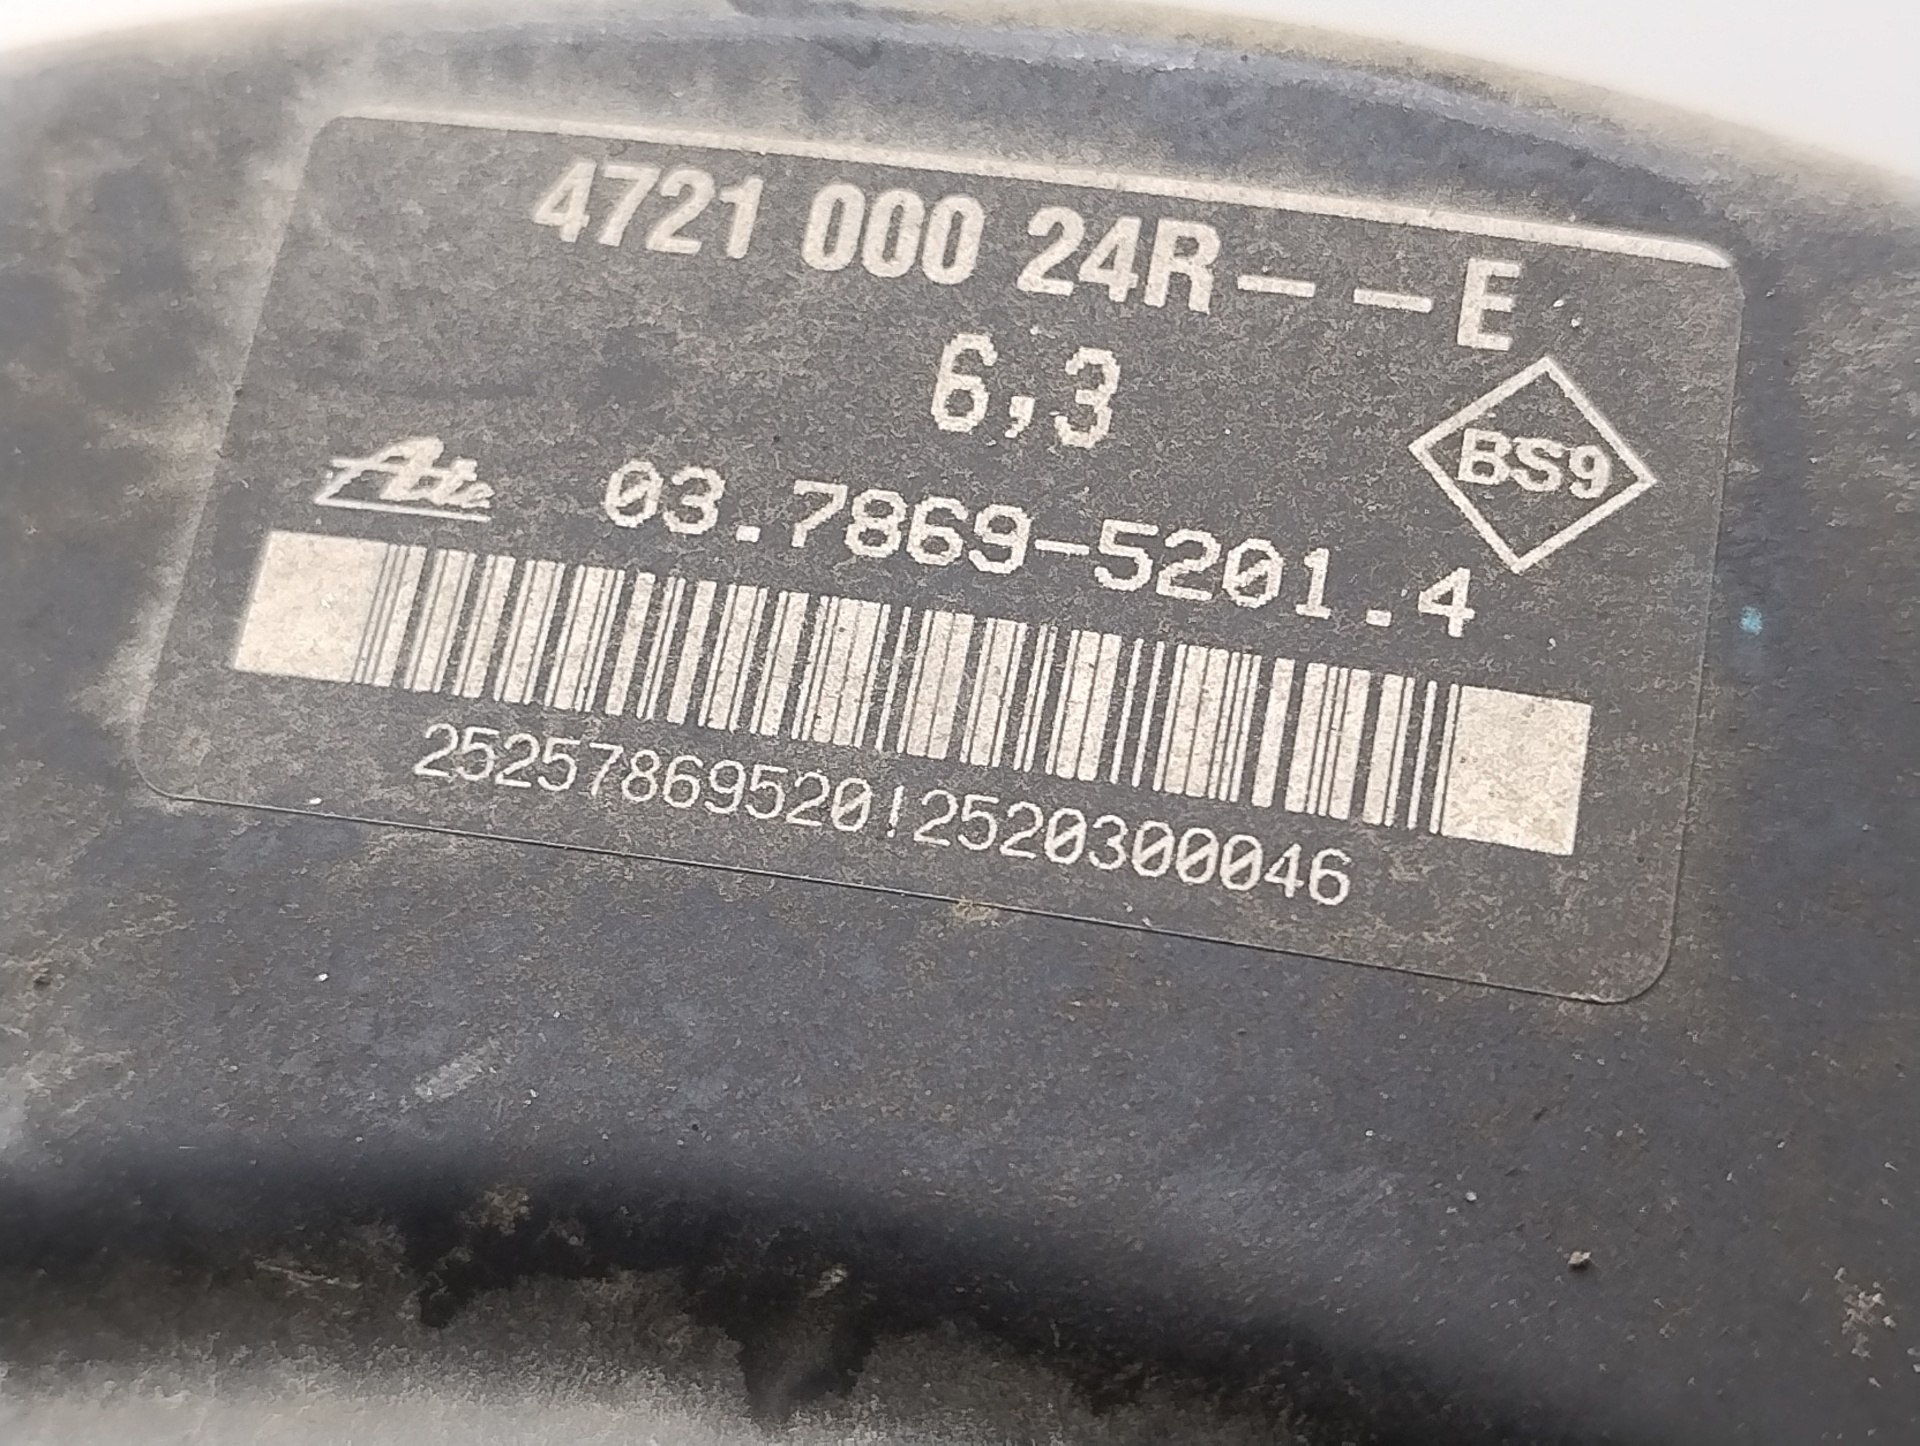 4721 000 24R--E
6,3
BS9
Ate 03.7869-5201.4
25257869520!2520300046